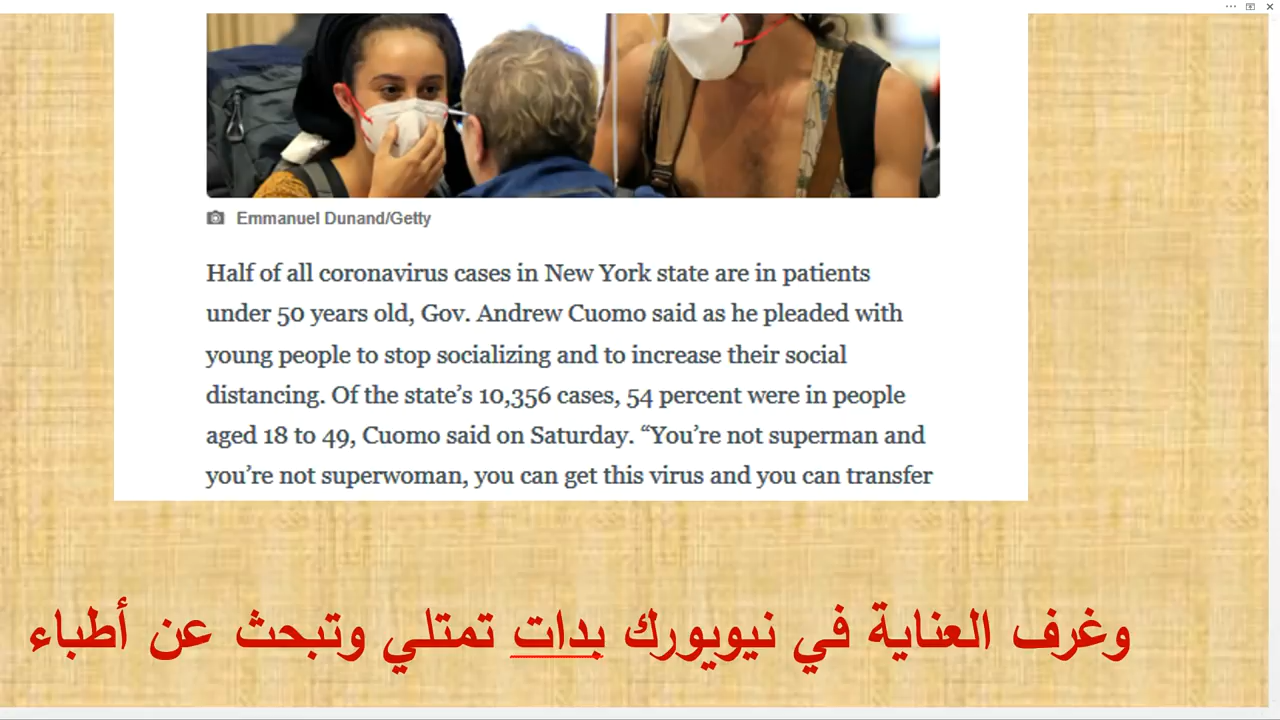 Emmanuel Dunand/Getty
Half of all coronavirus cases in New York state are in patients
under 50 years old, Gov. Andrew Cuomo said as he pleaded with
young people to stop socializing and to increase their social
distancing. Of the state’s 10,356 cases, 54 percent were in people
aged 18 to 49, Cuomo said on Saturday. “You’re not superman and
you’re not superwoman, you can get this virus and you can transfer
وغرف العناية في نيويورك بدات تمتلي وتبحث عن أطباء